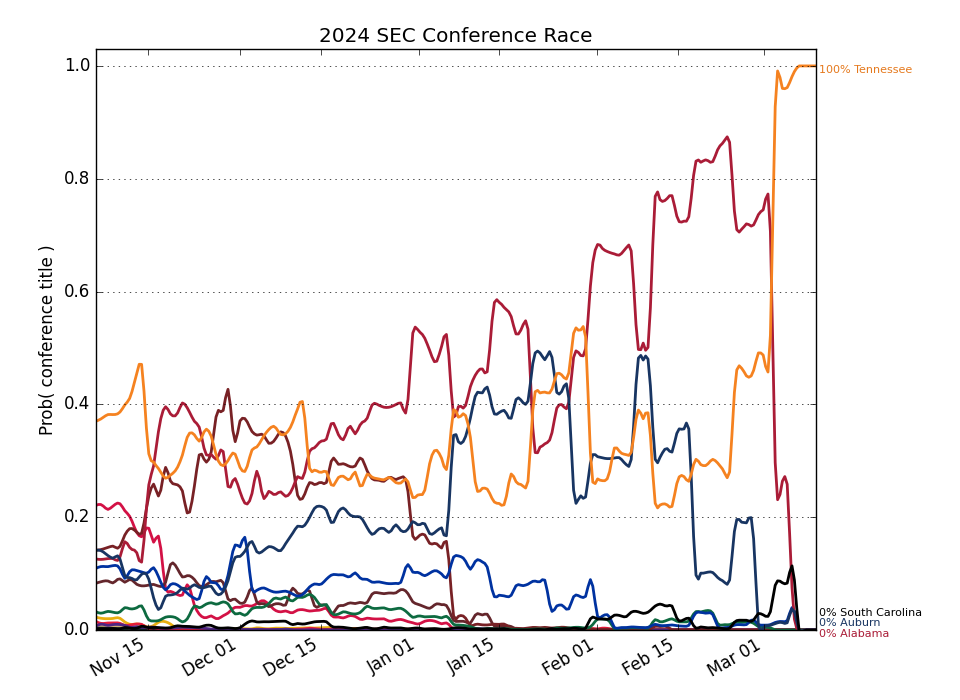 2024 SEC Conference Race
1.0
0.8
0.6
0.4
0.2
0.0
Prob( conference title )
100% Tennessee
0% South Carolina
0% Auburn
0% Alabama
Nov 15
Dec 01
Dec 15
Jan 01
Jan 15
Feb 01
Feb 15
Mar 01